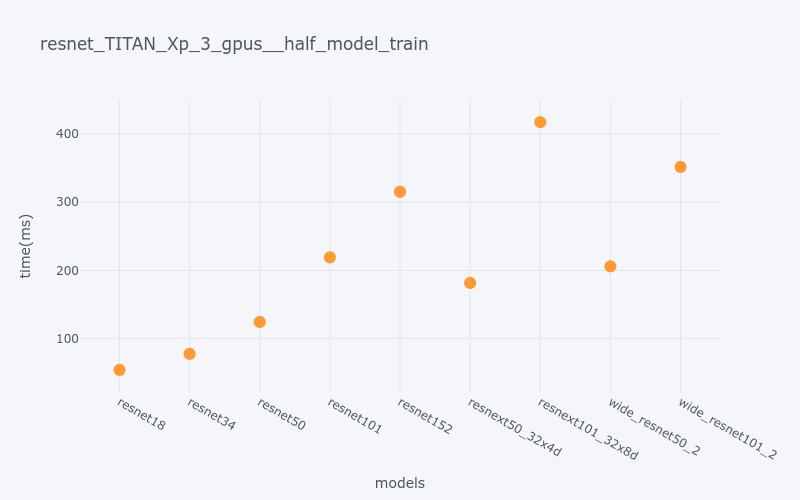 resnet_TITAN_Xp_3_gpus__half_model_train
time(ms)
400
300
200
100
resnet18
resnet34
resnet50
resnet101
resnet152
resnext50_32x4d
resnext101_32x8d
wide_resnet50_2
wide_resnet101_2
models